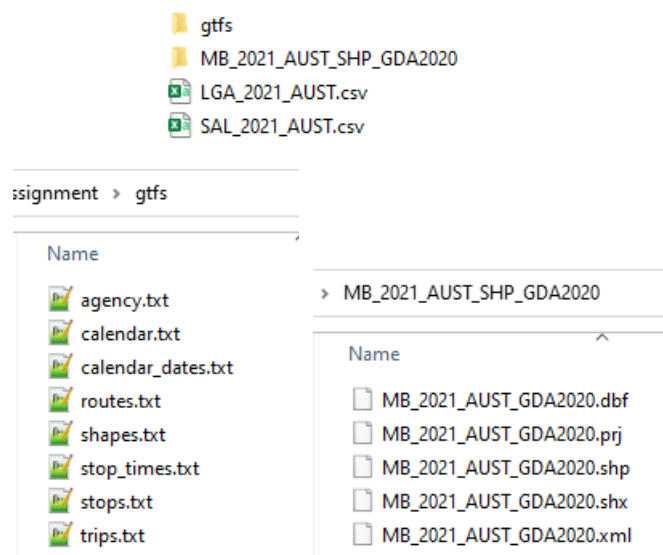 gtfs
MB_2021_AUST_SHP_GDA2020
LGA_2021_AUST.csv
SAL_2021_AUST.csv
ssignment > gtfs
Name
agency.txt
calendar.txt
calendar_dates.txt
routes.txt
shapes.txt
stop_times.txt
stops.txt
trips.txt
> MB_2021_AUST_SHP_GDA2020
Name
MB_2021_AUST_GDA2020.dbf
MB_2021_AUST_GDA2020.prj
MB_2021_AUST_GDA2020.shp
MB_2021_AUST_GDA2020.shx
MB_2021_AUST_GDA2020.xml